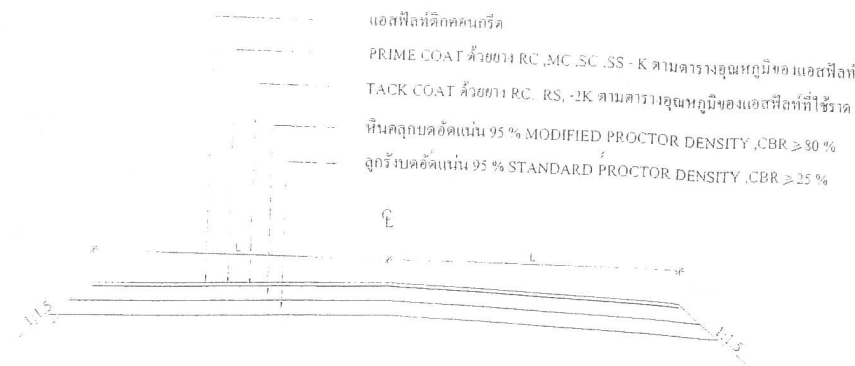 แอสฟัลท์ติกคอนกรีต
PRIME COAT ด้วยยาง RC ,MC ,SC ,SS - K ตามตารางอุณหภูมิของแอสฟัลท์
TACK COAT ด้วยยาง RC. RS, -2K ตามตารางอุณหภูมิของแอสฟัลท์ที่ใช้ราด
หินคลุกบดอัดแน่น 95 % MODIFIED PROCTOR DENSITY ,CBR ≥ 80 %
ลูกรังบดอัดแน่น 95 % STANDARD PROCTOR DENSITY ,CBR ≥ 25 %
℄
L
L
1:1.5
1:1.5